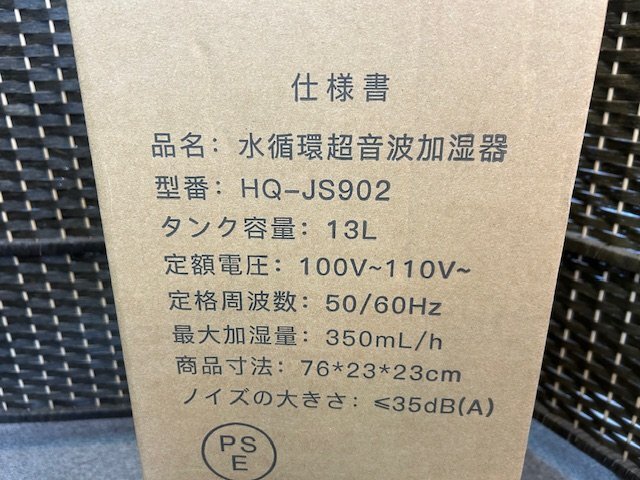 仕様書
品名：水循環超音波加湿器
型番：HQ-JS902
タンク容量：13L
定額電圧：100V~110V~
定格周波数：50/60Hz
最大加湿量：350mL/h
商品寸法：76*23*23cm
ノイズの大きさ：≤35dB(A)
PS
E